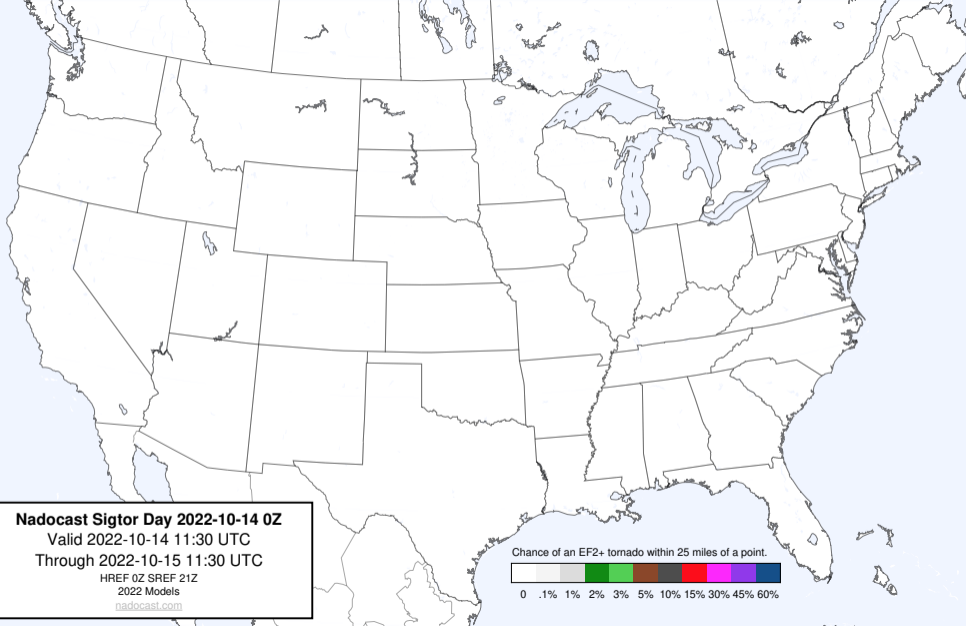 Nadocast Sigtor Day 2022-10-14 0Z
Valid 2022-10-14 11:30 UTC
Through 2022-10-15 11:30 UTC
HREF 0Z SREF 21Z
2022 Models
nadocast.com
Chance of an EF2+ tornado within 25 miles of a point.
0 .1% 1% 2% 3% 5% 10% 15% 30% 45% 60%